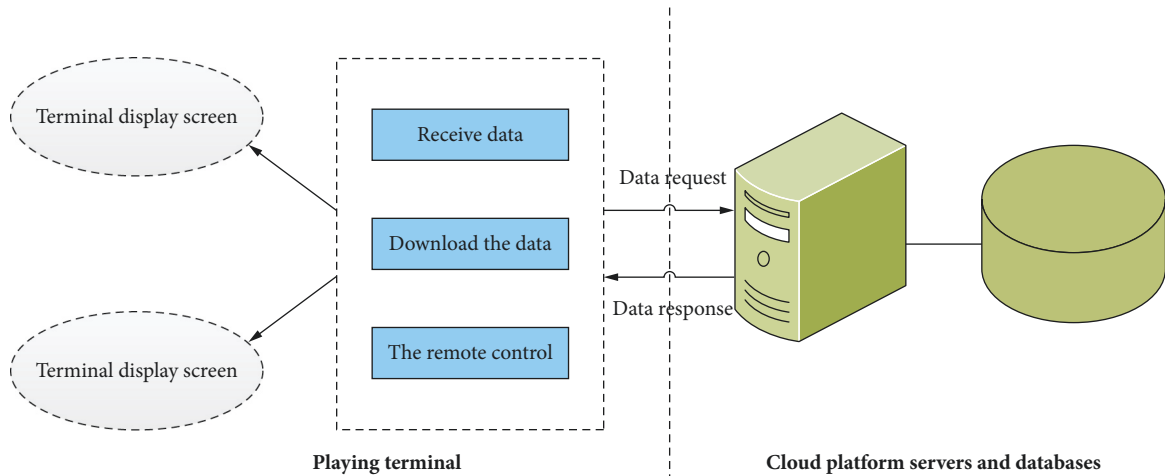 Terminal display screen
Terminal display screen
Receive data
Download the data
The remote control
Data request
Data response
Playing terminal
Cloud platform servers and databases